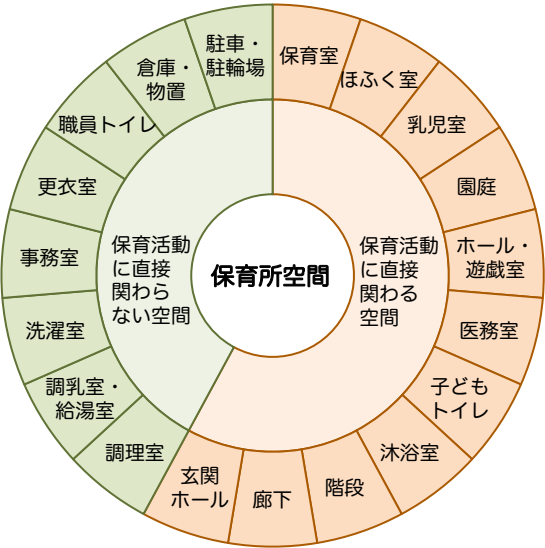 保育所空間
保育活動
に直接
関わる
空間
保育室
ほふく室
乳児室
園庭
ホール・
遊戯室
医務室
子ども
トイレ
沐浴室
階段
廊下
玄関
ホール
保育活動
に直接
関わら
ない空間
調理室
調乳室・
給湯室
洗濯室
事務室
更衣室
職員トイレ
倉庫・
物置
駐車・
駐輪場